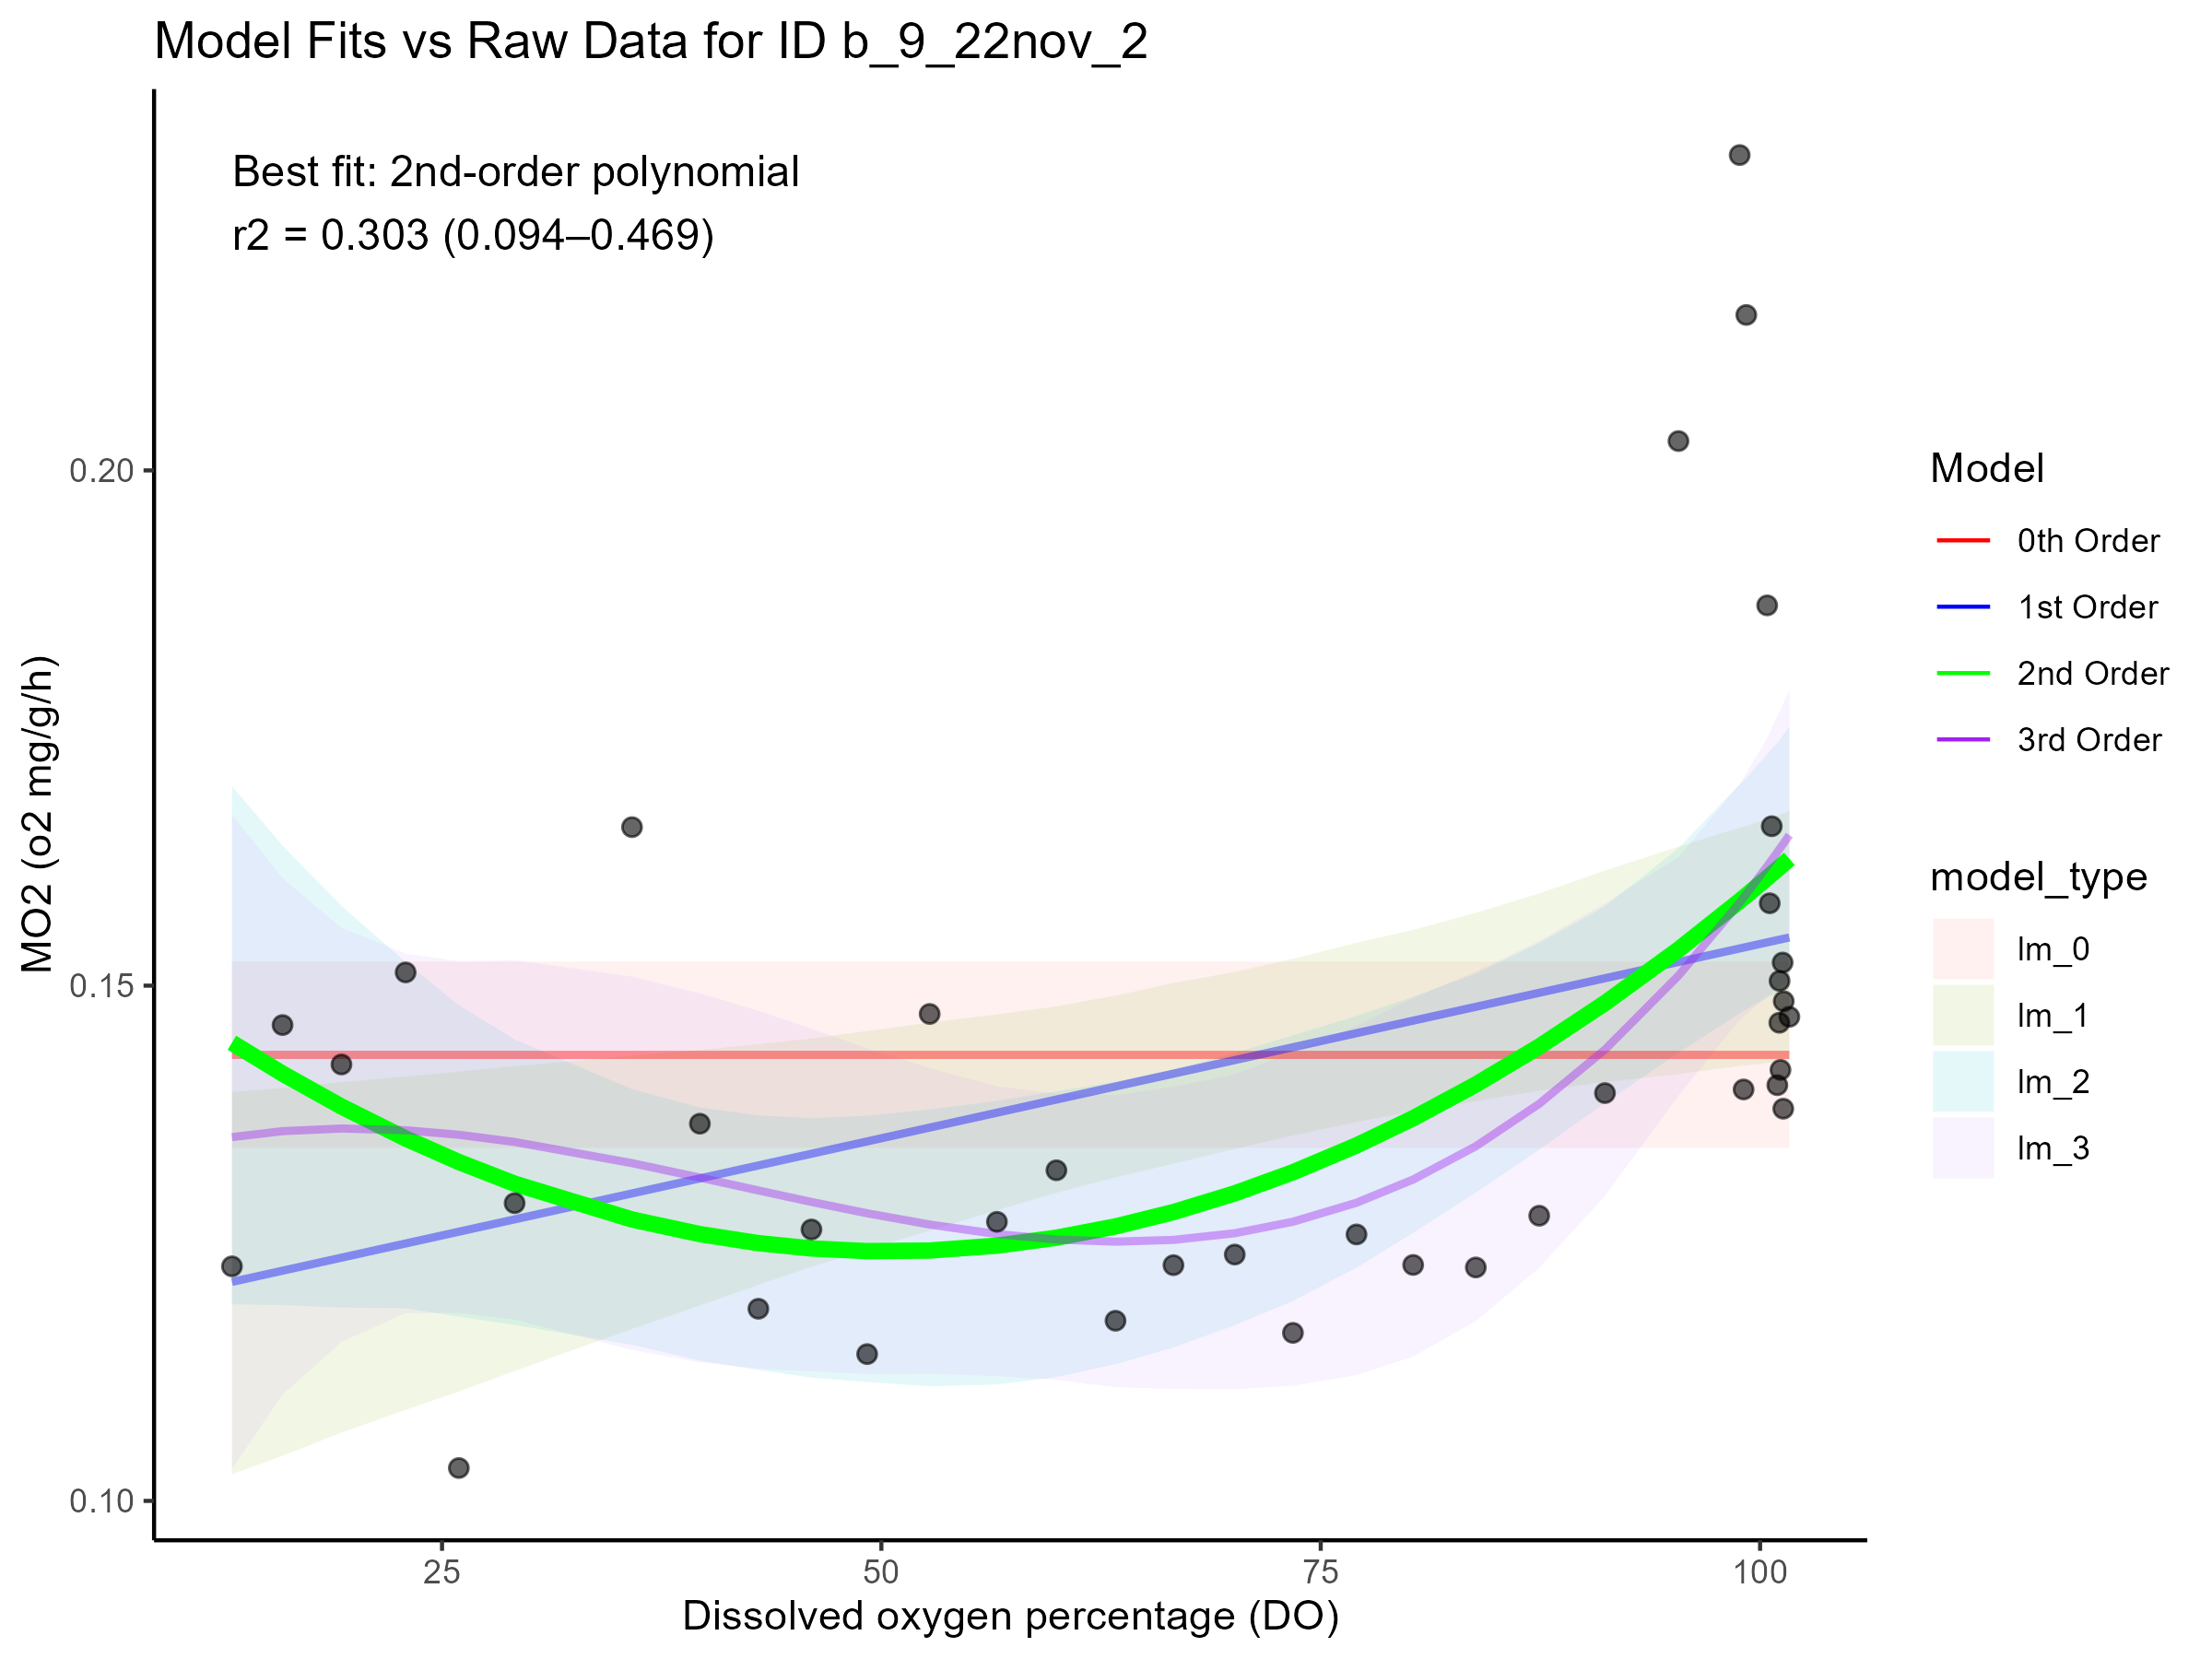 Model Fits vs Raw Data for ID b_9_22nov_2
Best fit: 2nd-order polynomial
r2 = 0.303 (0.094–0.469)
MO2 (o2 mg/g/h)
0.20
0.15
0.10
25
50
75
100
Dissolved oxygen percentage (DO)
Model
0th Order
1st Order
2nd Order
3rd Order
model_type
lm_0
lm_1
lm_2
lm_3